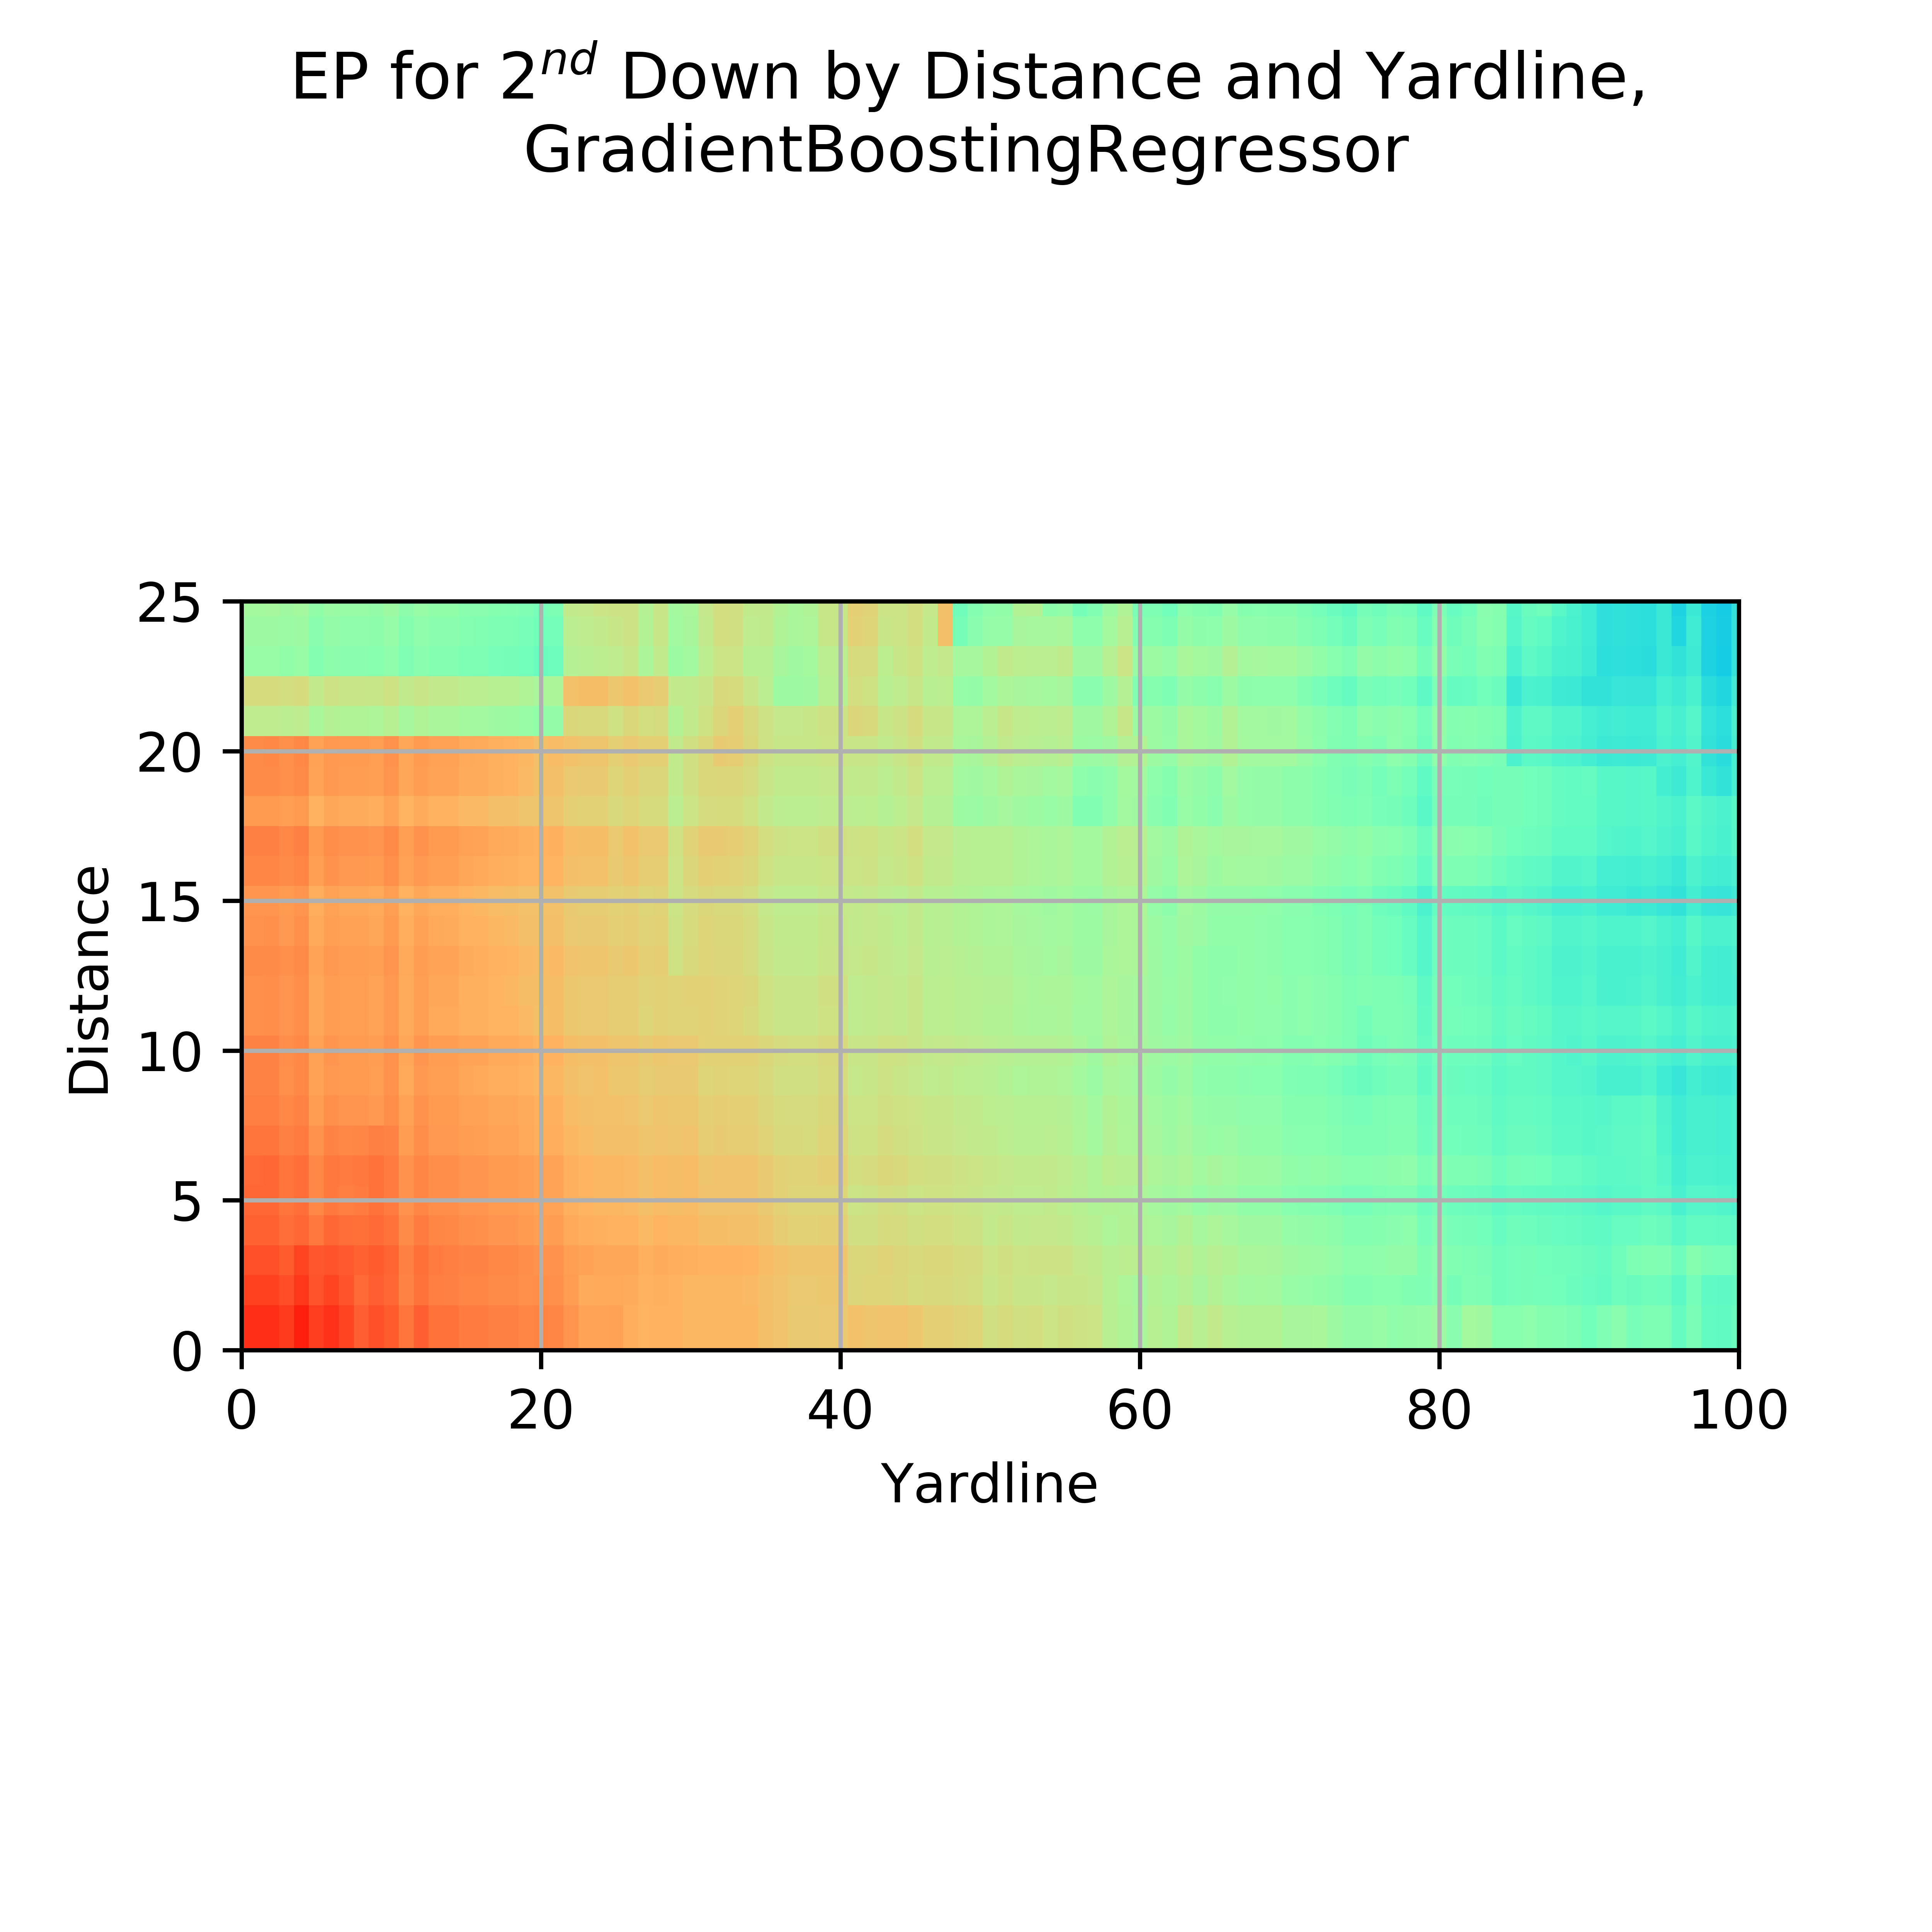 EP for 2nd Down by Distance and Yardline,
GradientBoostingRegressor
25
20
15
10
5
0
Distance
0 20 40 60 80 100
Yardline